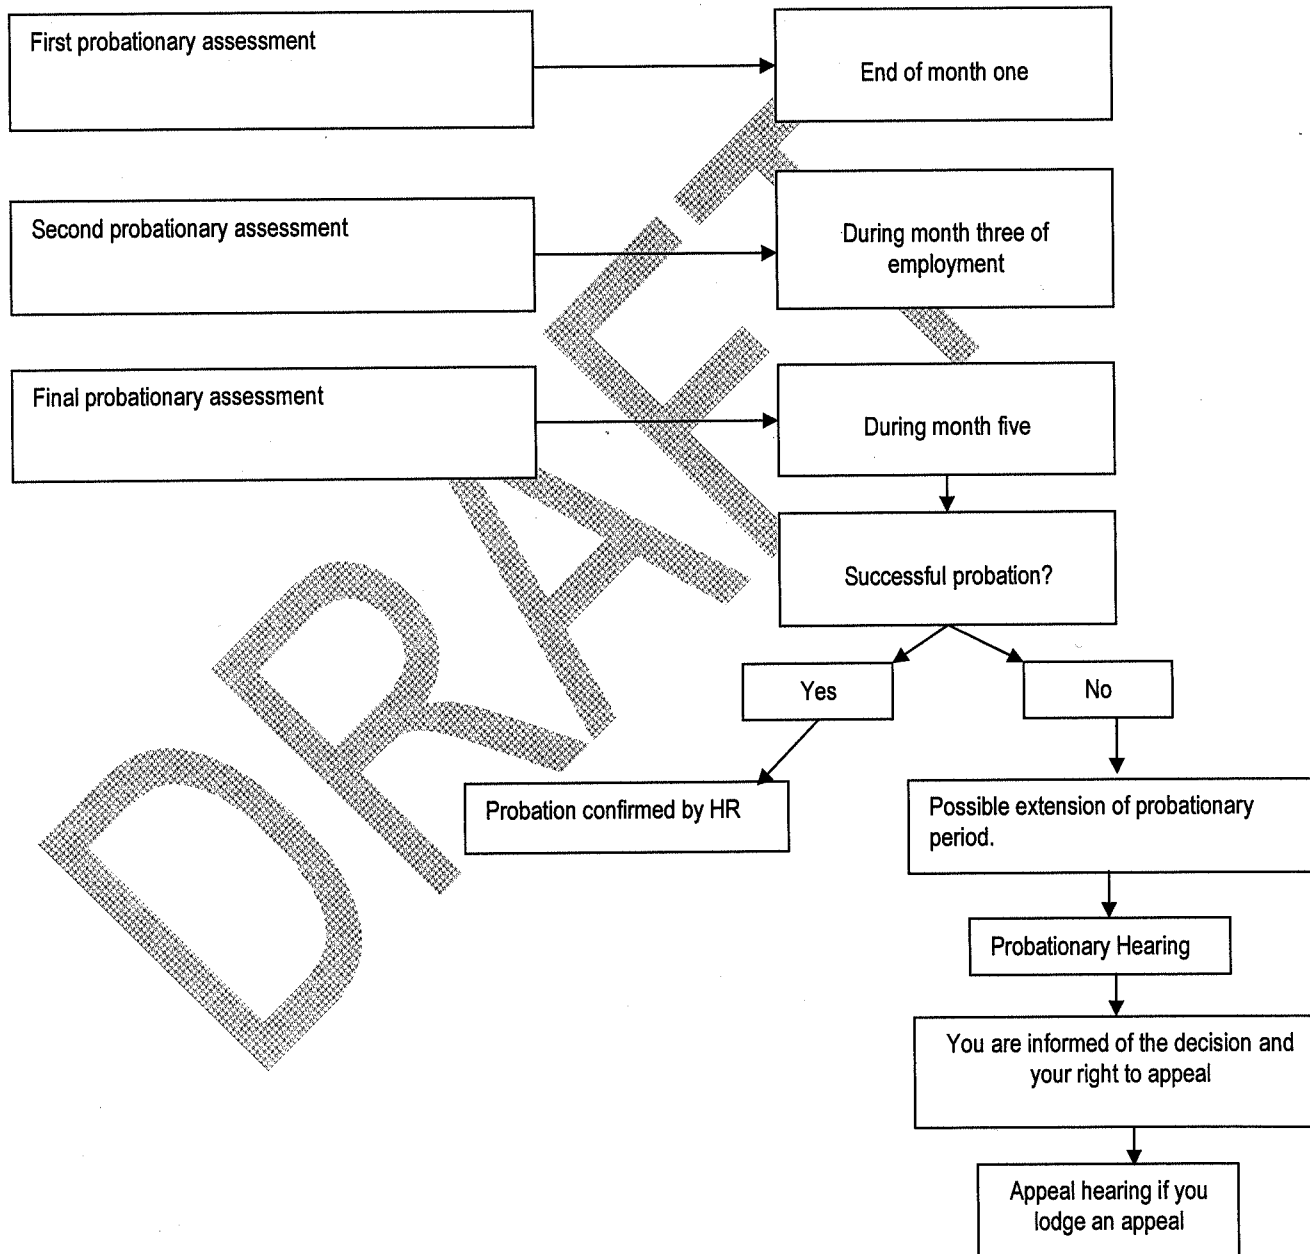 First probationary assessment
End of month one
Second probationary assessment
During month three of
employment
Final probationary assessment
During month five
Successful probation?
Yes
No
Probation confirmed by HR
Possible extension of probationary
period.
Probationary Hearing
You are informed of the decision and
your right to appeal
Appeal hearing if you
lodge an appeal
DRAFT